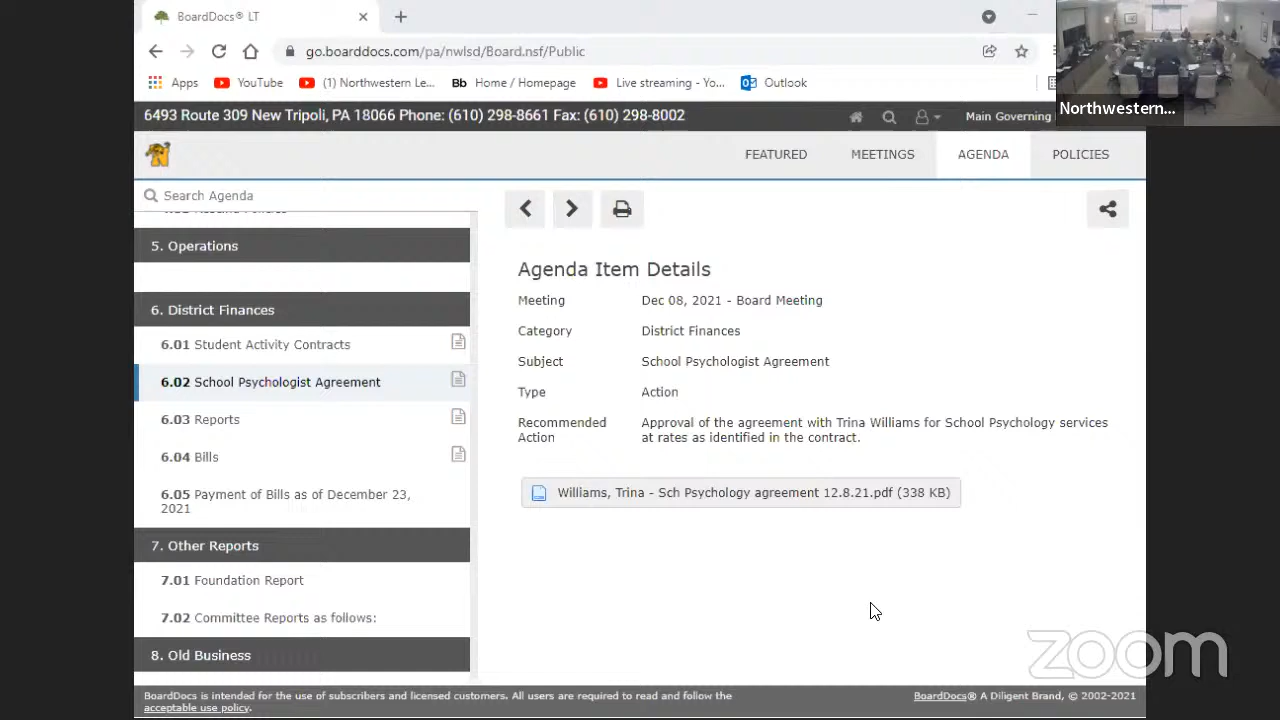 BoardDocs® LT
go.boarddocs.com/pa/nwlsd/Board.nsf/Public
Apps
YouTube
(1) Northwestern Le...
Bb Home / Homepage
Live streaming - Yo...
Outlook
Northwestern...
6493 Route 309 New Tripoli, PA 18066 Phone: (610) 298-8661 Fax: (610) 298-8002
Main Governing
FEATURED
MEETINGS
AGENDA
POLICIES
Search Agenda
5. Operations
6. District Finances
6.01 Student Activity Contracts
6.02 School Psychologist Agreement
6.03 Reports
6.04 Bills
6.05 Payment of Bills as of December 23,
2021
7. Other Reports
7.01 Foundation Report
7.02 Committee Reports as follows:
8. Old Business
Agenda Item Details
Meeting Dec 08, 2021 - Board Meeting
Category District Finances
Subject School Psychologist Agreement
Type Action
Recommended Approval of the agreement with Trina Williams for School Psychology services
Action at rates as identified in the contract.
Williams, Trina - Sch Psychology agreement 12.8.21.pdf (338 KB)
zoom
BoardDocs is intended for the use of subscribers and licensed customers. All users are required to read and follow the
acceptable use policy.
BoardDocs® A Diligent Brand, © 2002-2021